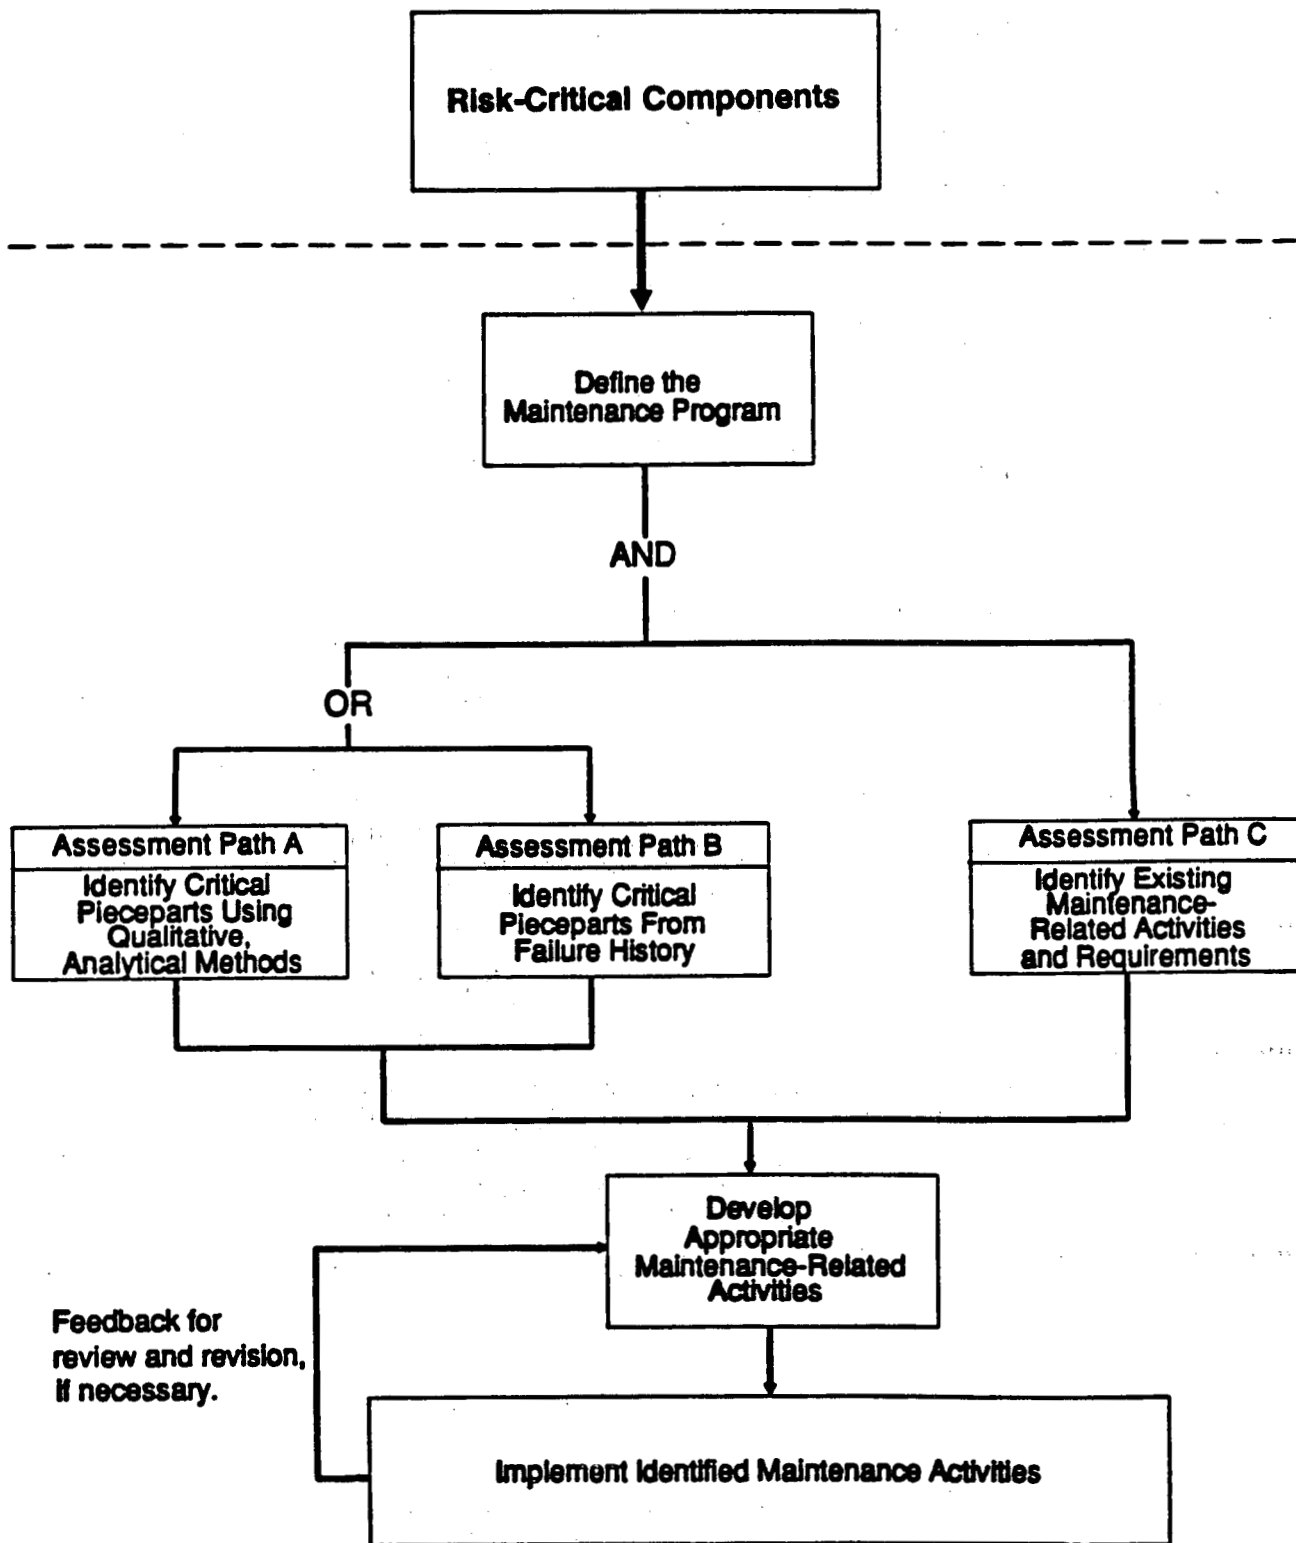 Risk-Critical Components
Define the
Maintenance Program
AND
OR
Assessment Path A
Identify Critical
Pieceparts Using
Qualitative,
Analytical Methods
Assessment Path B
Identify Critical
Pieceparts From
Failure History
Assessment Path C
Identify Existing
Maintenance-
Related Activities
and Requirements
Develop
Appropriate
Maintenance-Related
Activities
Feedback for
review and revision,
if necessary.
Implement Identified Maintenance Activities